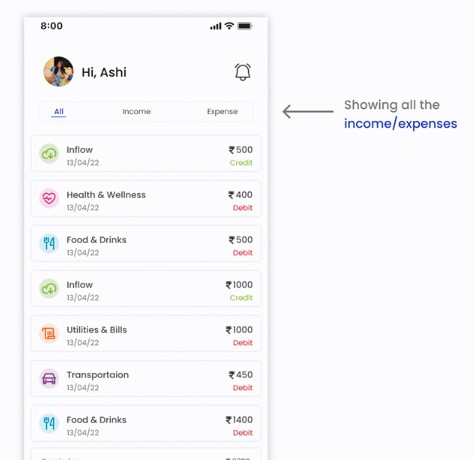 8:00
Hi, Ashi
All Income Expense
Showing all the
income/expenses
Inflow ₹500
13/04/22 Credit
Health & Wellness ₹400
13/04/22 Debit
Food & Drinks ₹500
13/04/22 Debit
Inflow ₹1000
13/04/22 Credit
Utilities & Bills ₹1000
13/04/22 Debit
Transportaion ₹450
13/04/22 Debit
Food & Drinks ₹1400
13/04/22 Debit